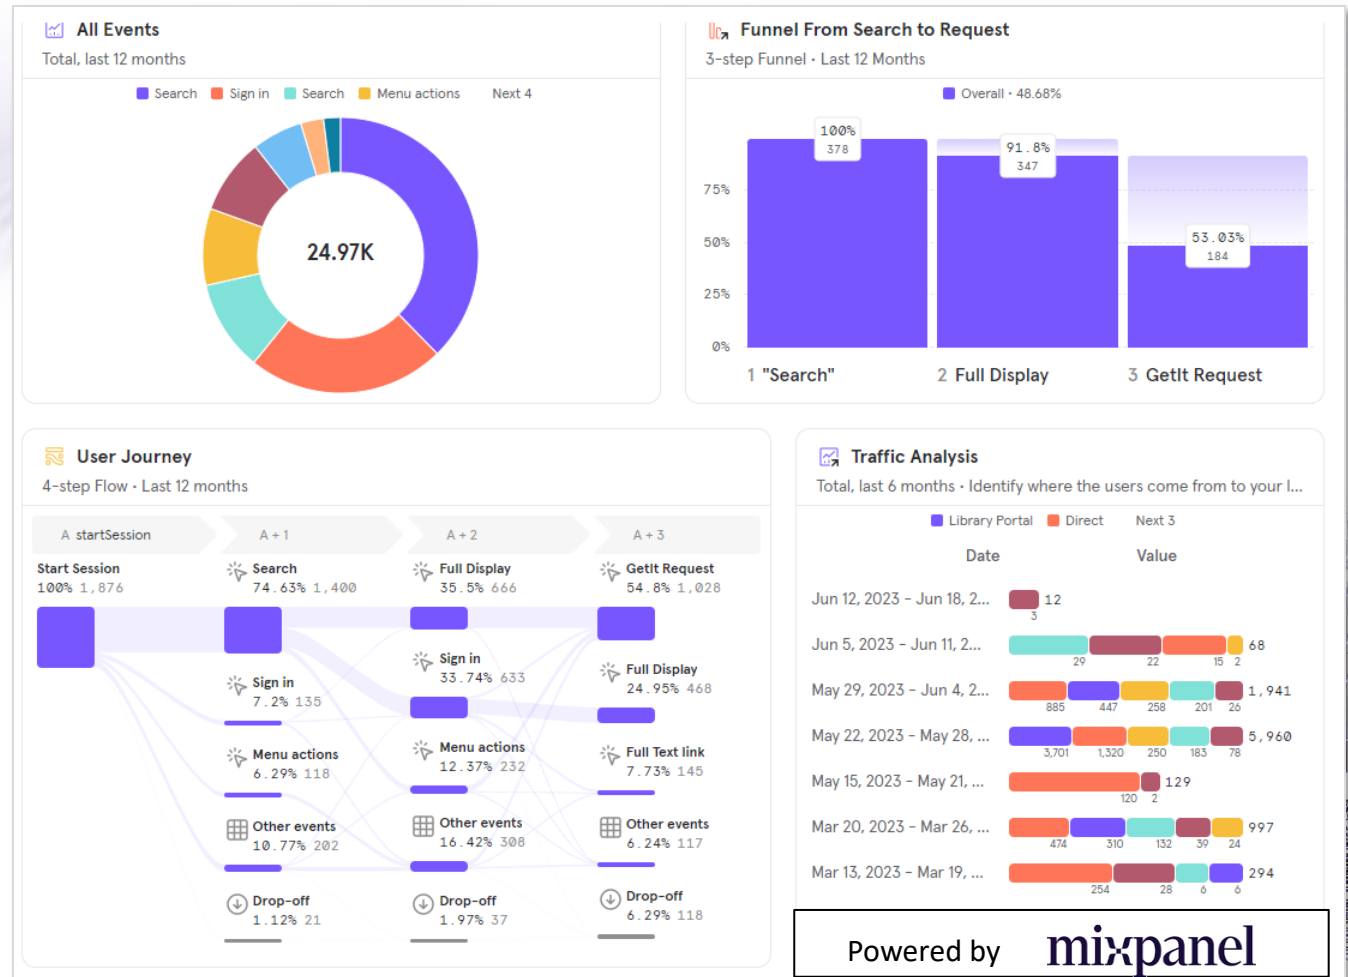 All Events
Total, last 12 months
Search Sign in Search Menu actions Next 4
24.97K
Funnel From Search to Request
3-step Funnel • Last 12 Months
Overall • 48.68%
100%
378
91.8%
347
53.03%
184
75%
50%
25%
0%
1 "Search" 2 Full Display 3 GetIt Request
User Journey
4-step Flow • Last 12 months
A startSession A + 1 A + 2 A + 3
Start Session
100% 1,876
Search
74.63% 1,400
Sign in
7.2% 135
Menu actions
6.29% 118
Other events
10.77% 202
Drop-off
1.12% 21
Full Display
35.5% 666
Sign in
33.74% 633
Menu actions
12.37% 232
Other events
16.42% 308
Drop-off
1.97% 37
GetIt Request
54.8% 1,028
Full Display
24.95% 468
Full Text link
7.73% 145
Other events
6.24% 117
Drop-off
6.29% 118
Traffic Analysis
Total, last 6 months • Identify where the users come from to your l...
Library Portal Direct Next 3
Date Value
Jun 12, 2023 – Jun 18, 2... 12
3
Jun 5, 2023 – Jun 11, 2... 68
29 22 15 2
May 29, 2023 – Jun 4, 2... 1,941
885 447 258 201 26
May 22, 2023 – May 28, ... 5,960
3,701 1,320 250 183 78
May 15, 2023 – May 21, ... 129
120 2
Mar 20, 2023 – Mar 26, ... 997
474 310 132 39 24
Mar 13, 2023 – Mar 19, ... 294
254 28 6 6
Powered by mixpanel